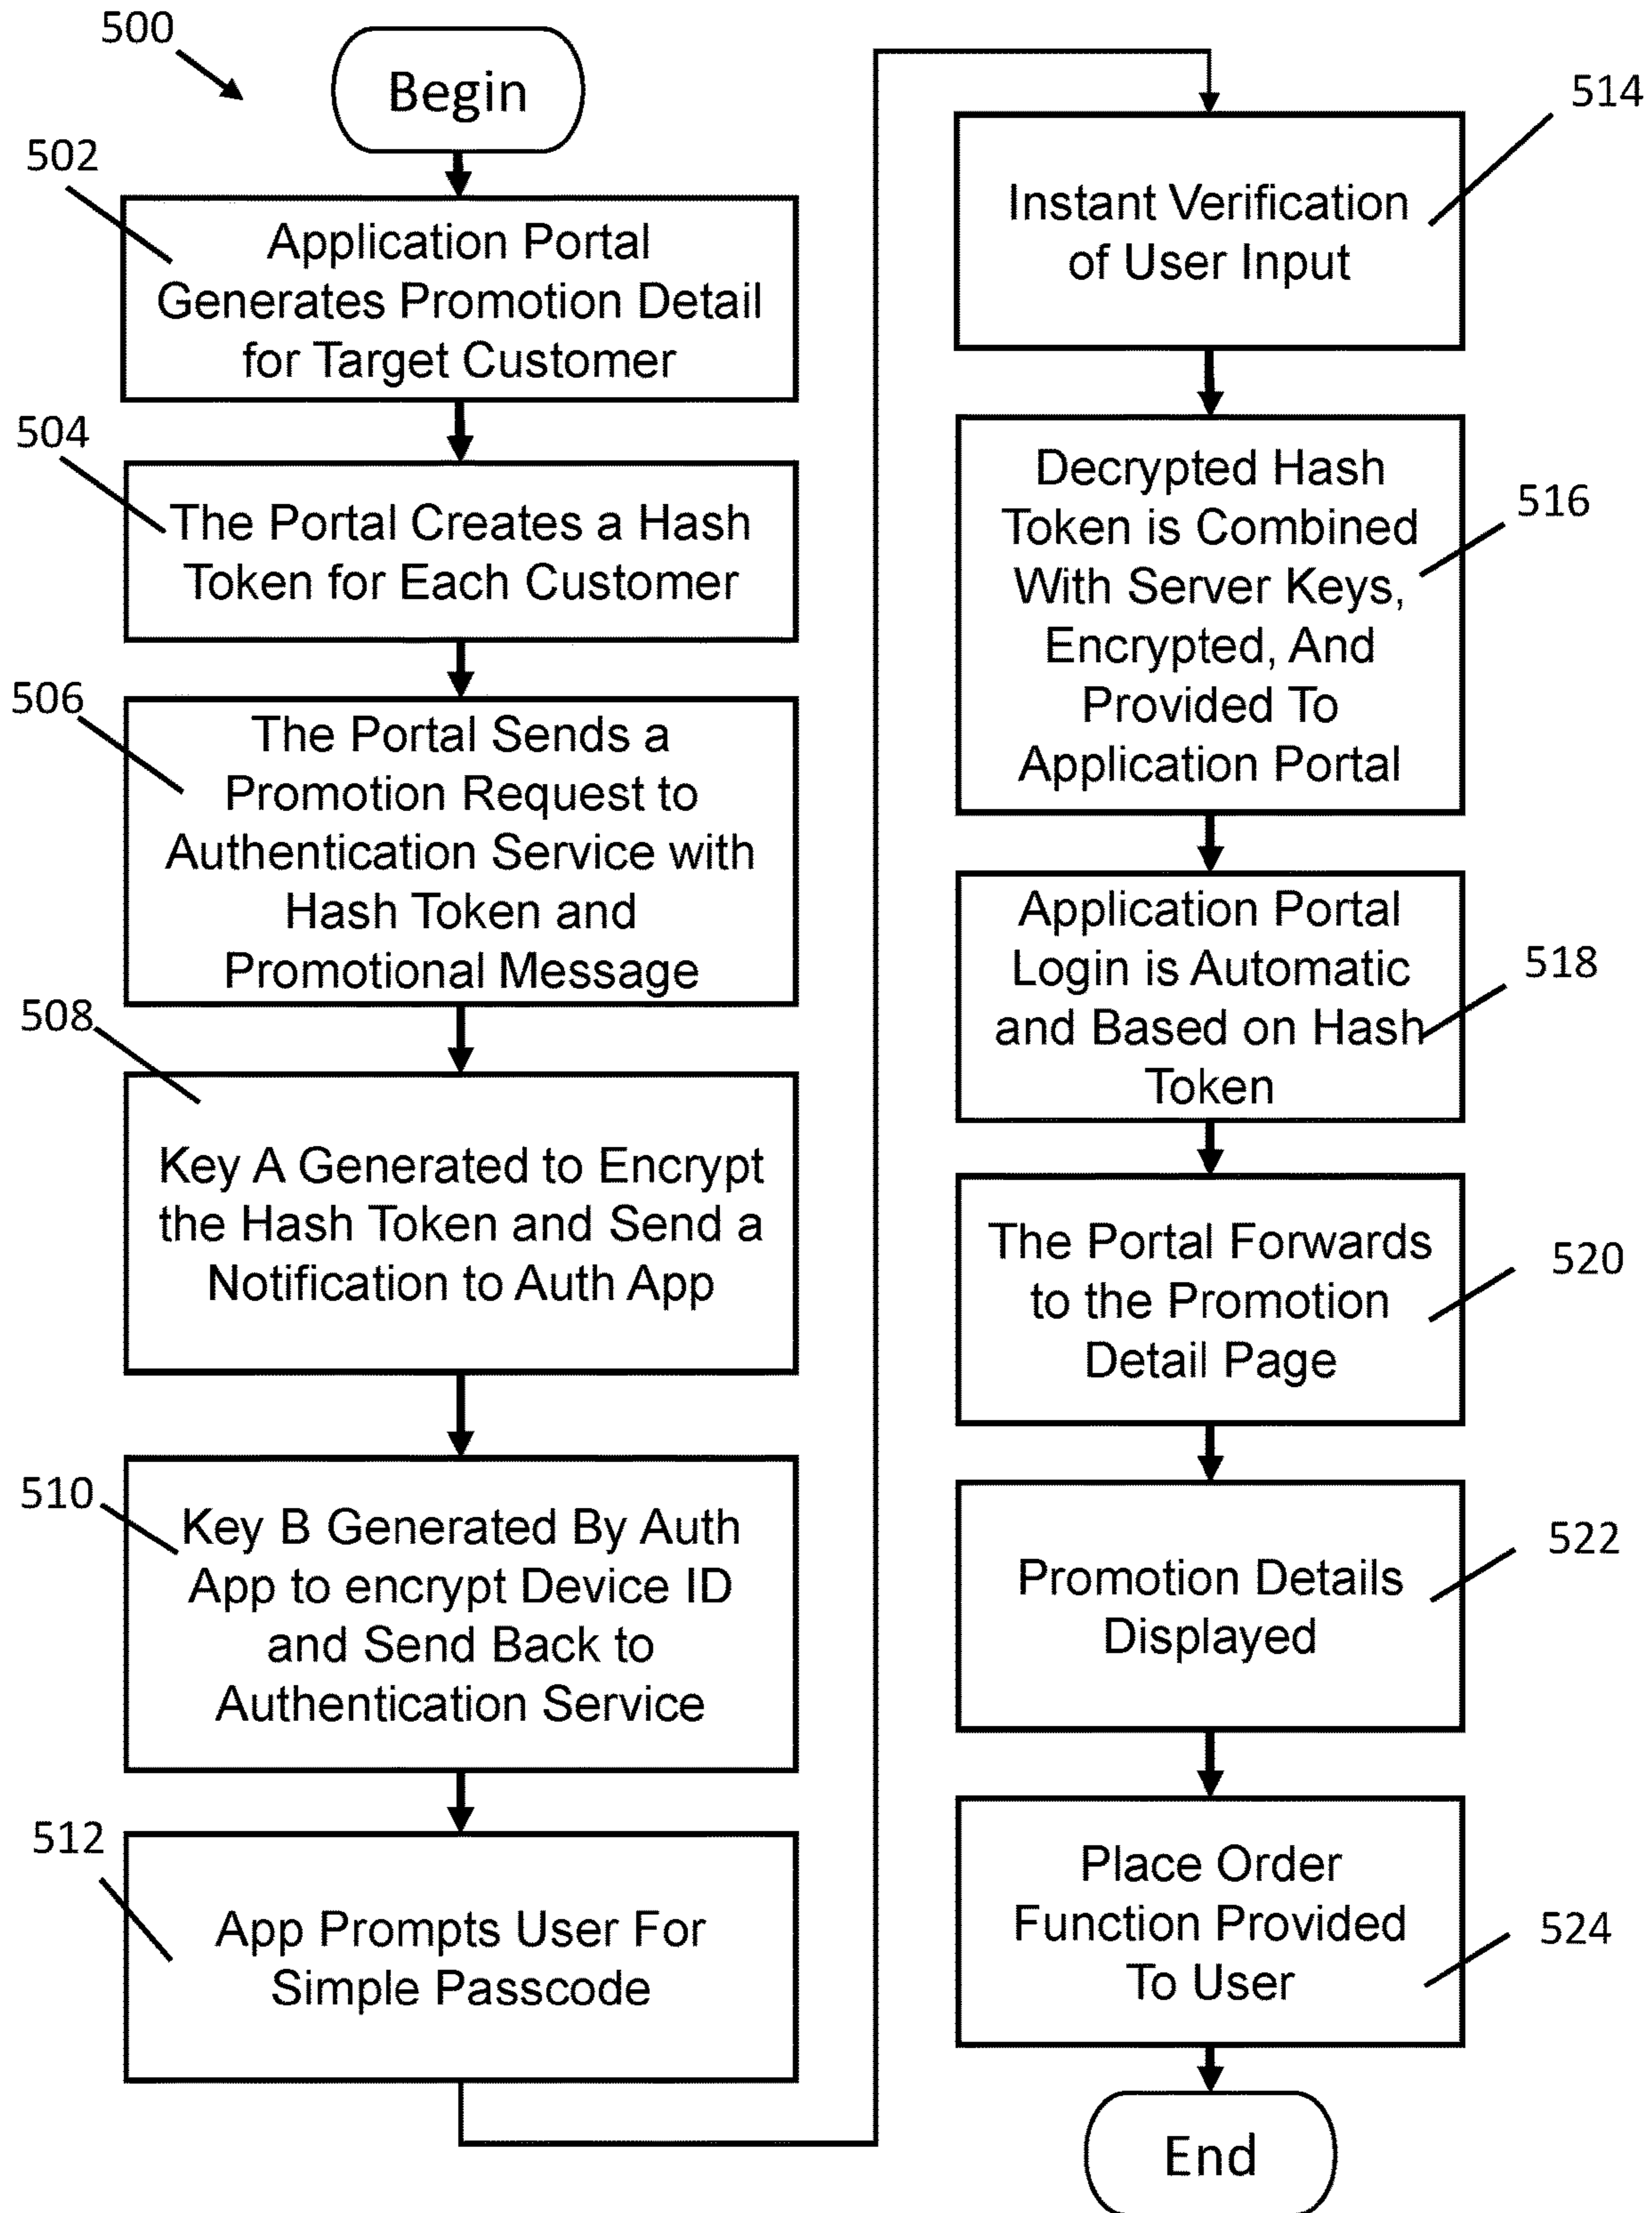 500
Begin
502
Application Portal
Generates Promotion Detail
for Target Customer
504
The Portal Creates a Hash
Token for Each Customer
506
The Portal Sends a
Promotion Request to
Authentication Service with
Hash Token and
Promotional Message
508
Key A Generated to Encrypt
the Hash Token and Send a
Notification to Auth App
510
Key B Generated By Auth
App to encrypt Device ID
and Send Back to
Authentication Service
512
App Prompts User For
Simple Passcode
514
Instant Verification
of User Input
516
Decrypted Hash
Token is Combined
With Server Keys,
Encrypted, And
Provided To
Application Portal
518
Application Portal
Login is Automatic
and Based on Hash
Token
520
The Portal Forwards
to the Promotion
Detail Page
522
Promotion Details
Displayed
524
Place Order
Function Provided
To User
End